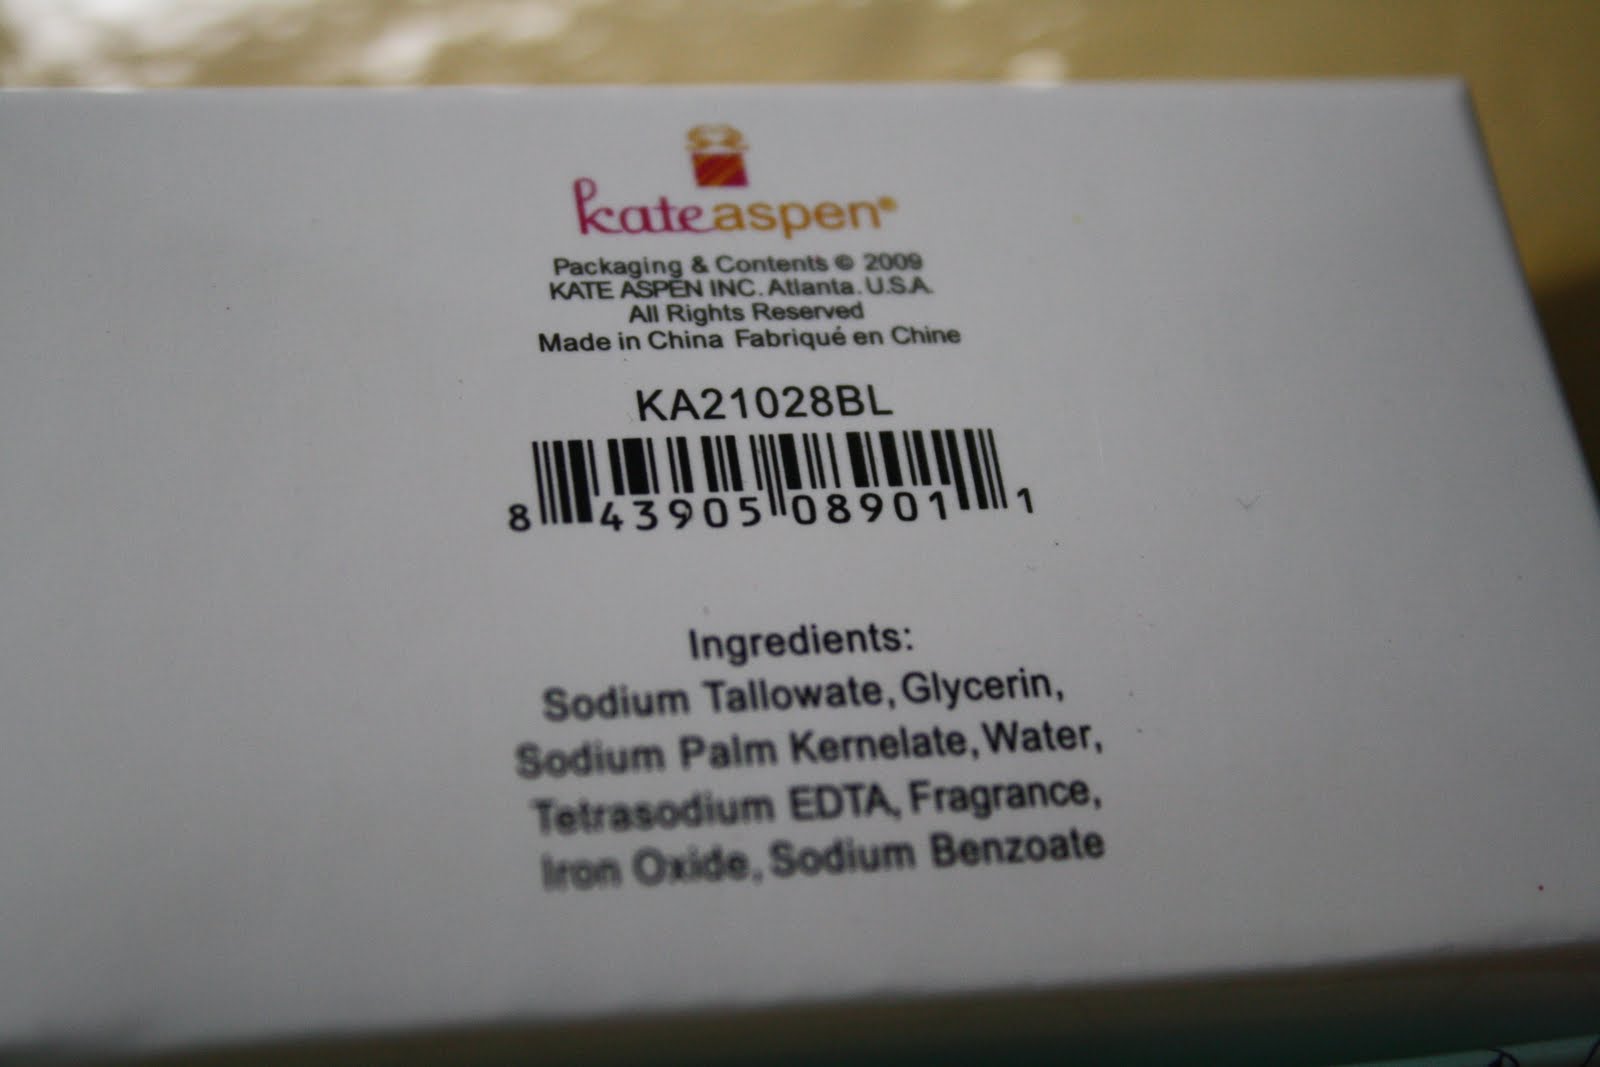 kateaspen®
Packaging & Contents © 2009
KATE ASPEN INC. Atlanta. U.S.A.
All Rights Reserved
Made in China Fabriqué en Chine
KA21028BL
8 43905 08901 1
Ingredients:
Sodium Tallowate, Glycerin,
Sodium Palm Kernelate, Water,
Tetrasodium EDTA, Fragrance,
Iron Oxide, Sodium Benzoate